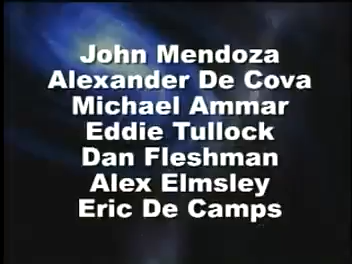 John Mendoza
Alexander De Cova
Michael Ammar
Eddie Tullock
Dan Fleshman
Alex Elmsley
Eric De Camps